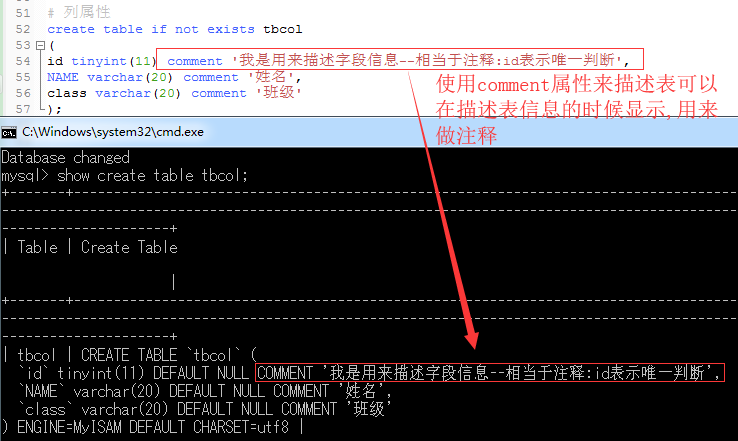 51 # 列属性
52 create table if not exists tbcol
53 (
54 id tinyint(11) comment '我是用来描述字段信息--相当于注释:id表示唯一判断',
55 NAME varchar(20) comment '姓名',
56 class varchar(20) comment '班级'
57 );
使用comment属性来描述表可以
在描述表信息的时候显示,用来
做注释
C:\Windows\system32\cmd.exe
Database changed
mysql> show create table tbcol;
+-------+--------------------------------------------------------------------------------
-----------------------------------------------------------------------------------------
--------------------+
| Table | Create Table
|
+-------+--------------------------------------------------------------------------------
-----------------------------------------------------------------------------------------
--------------------+
| tbcol | CREATE TABLE `tbcol` (
`id` tinyint(11) DEFAULT NULL COMMENT '我是用来描述字段信息--相当于注释:id表示唯一判断',
`NAME` varchar(20) DEFAULT NULL COMMENT '姓名',
`class` varchar(20) DEFAULT NULL COMMENT '班级'
) ENGINE=MyISAM DEFAULT CHARSET=utf8 |